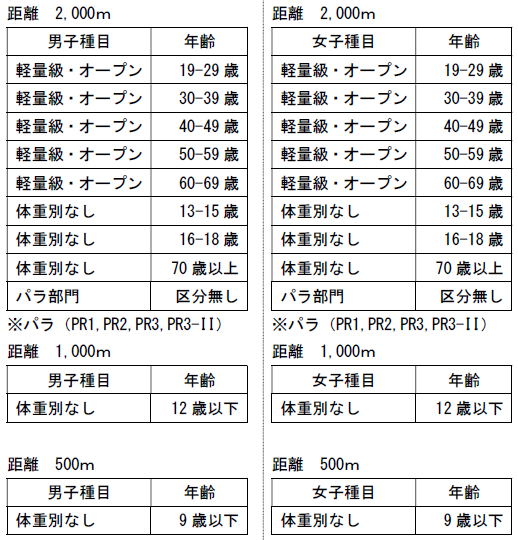 距離　2,000ｍ
男子種目　年齢
軽量級・オープン　19-29 歳
軽量級・オープン　30-39 歳
軽量級・オープン　40-49 歳
軽量級・オープン　50-59 歳
軽量級・オープン　60-69 歳
体重別なし　13-15 歳
体重別なし　16-18 歳
体重別なし　70 歳以上
パラ部門　区分無し
※パラ（PR1,PR2,PR3,PR3-II）
距離　1,000ｍ
男子種目　年齢
体重別なし　12 歳以下
距離　500ｍ
男子種目　年齢
体重別なし　9 歳以下
距離　2,000ｍ
女子種目　年齢
軽量級・オープン　19-29 歳
軽量級・オープン　30-39 歳
軽量級・オープン　40-49 歳
軽量級・オープン　50-59 歳
軽量級・オープン　60-69 歳
体重別なし　13-15 歳
体重別なし　16-18 歳
体重別なし　70 歳以上
パラ部門　区分無し
※パラ（PR1,PR2,PR3,PR3-II）
距離　1,000ｍ
女子種目　年齢
体重別なし　12 歳以下
距離　500ｍ
女子種目　年齢
体重別なし　9 歳以下